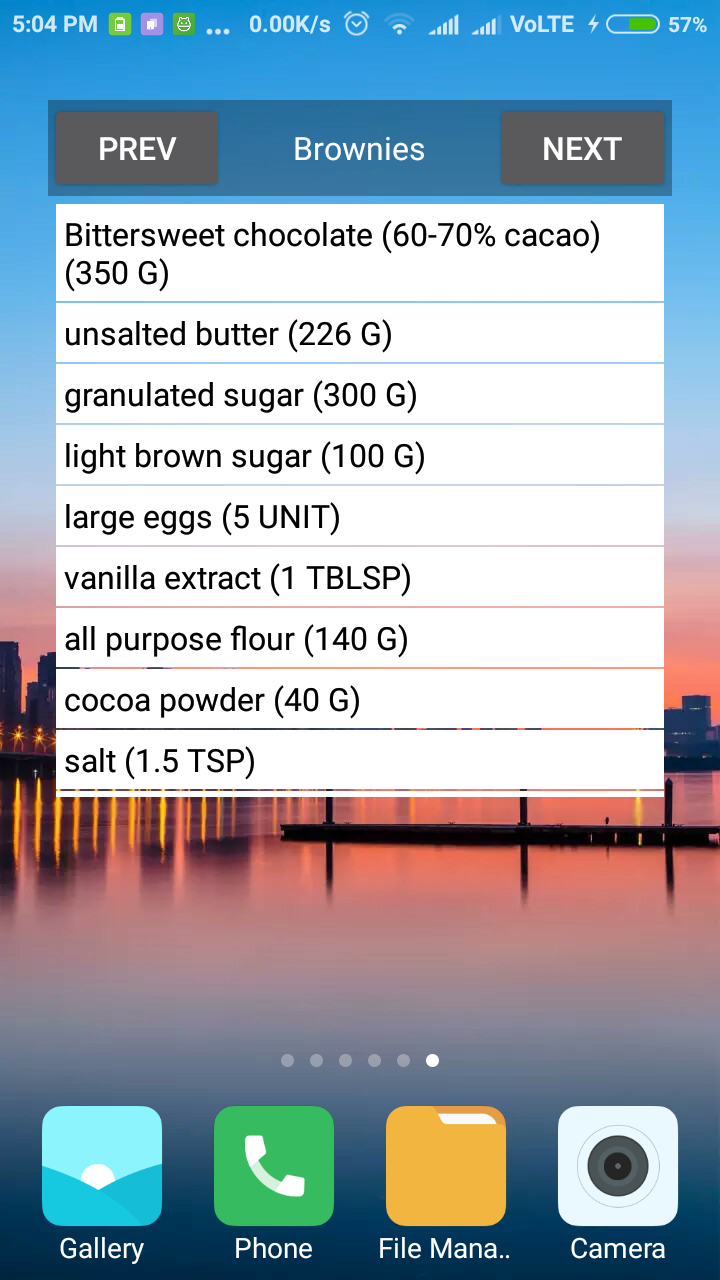 5:04 PM ... 0.00K/s VoLTE 57%
PREV Brownies NEXT
Bittersweet chocolate (60-70% cacao)
(350 G)
unsalted butter (226 G)
granulated sugar (300 G)
light brown sugar (100 G)
large eggs (5 UNIT)
vanilla extract (1 TBLSP)
all purpose flour (140 G)
cocoa powder (40 G)
salt (1.5 TSP)
Gallery Phone File Mana.. Camera